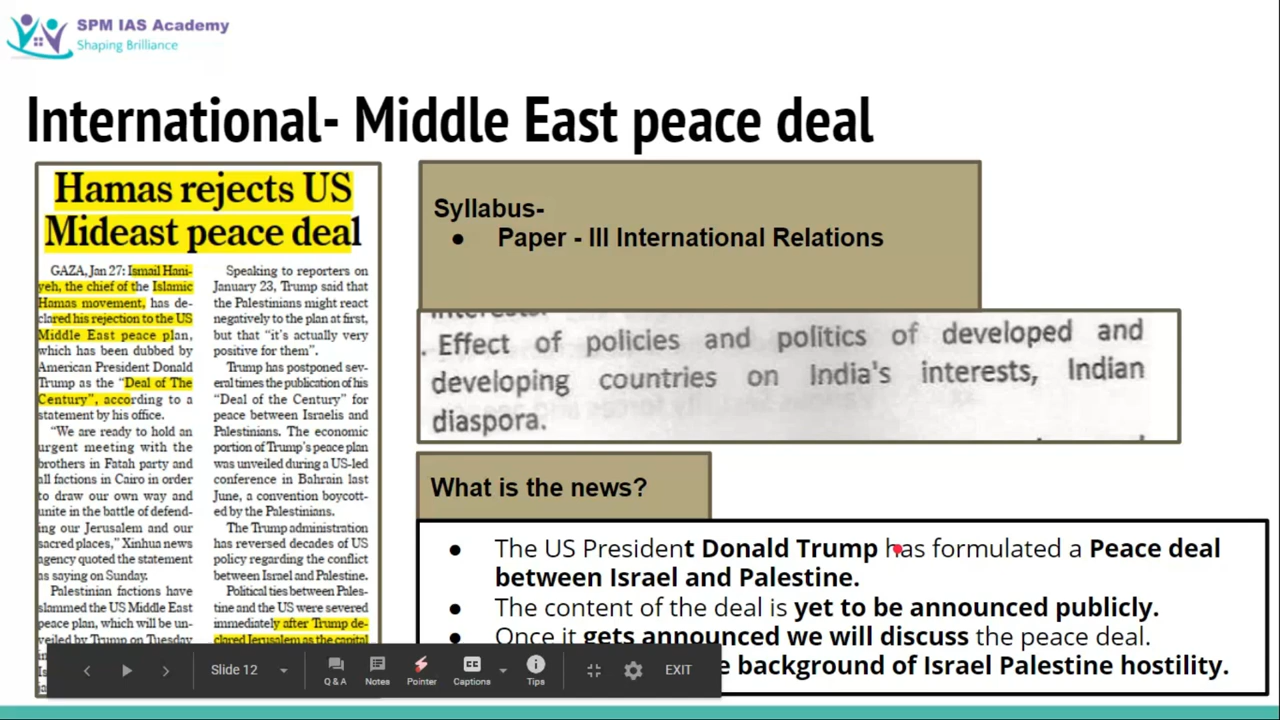 SPM IAS Academy
Shaping Brilliance
International- Middle East peace deal
Hamas rejects US
Mideast peace deal
GAZA, Jan 27: Ismail Hani-
yeh, the chief of the Islamic
Hamas movement, has de-
clared his rejection to the US
Middle East peace plan,
which has been dubbed by
American President Donald
Trump as the "Deal of The
Century", according to a
statement by his office.
"We are ready to hold an
urgent meeting with the
brothers in Fatah party and
all factions in Cairo in order
to draw our own way and
unite in the battle of defend-
ing our Jerusalem and our
sacred places," Xinhua news
agency quoted the statement
as saying on Sunday.
Palestinian factions have
slammed the US Middle East
peace plan, which will be un-
veiled by Trump on Tuesday
Speaking to reporters on
January 23, Trump said that
the Palestinians might react
negatively to the plan at first,
but that "it's actually very
positive for them".
Trump has postponed sev-
eral times the publication of his
"Deal of the Century" for
peace between Israelis and
Palestinians. The economic
portion of Trump's peace plan
was unveiled during a US-led
conference in Bahrain last
June, a convention boycott-
ed by the Palestinians.
The Trump administration
has reversed decades of US
policy regarding the conflict
between Israel and Palestine.
Political ties between Pales-
tine and the US were severed
immediately after Trump de-
clared Jerusalem as the capital
Syllabus-
● Paper - III International Relations
interests.
. Effect of policies and politics of developed and
developing countries on India's interests, Indian
diaspora.
What is the news?
● The US President Donald Trump has formulated a Peace deal
between Israel and Palestine.
● The content of the deal is yet to be announced publicly.
● Once it gets announced we will discuss the peace deal.
e background of Israel Palestine hostility.
Slide 12
Q & A
Notes
Pointer
CC
Captions
Tips
EXIT